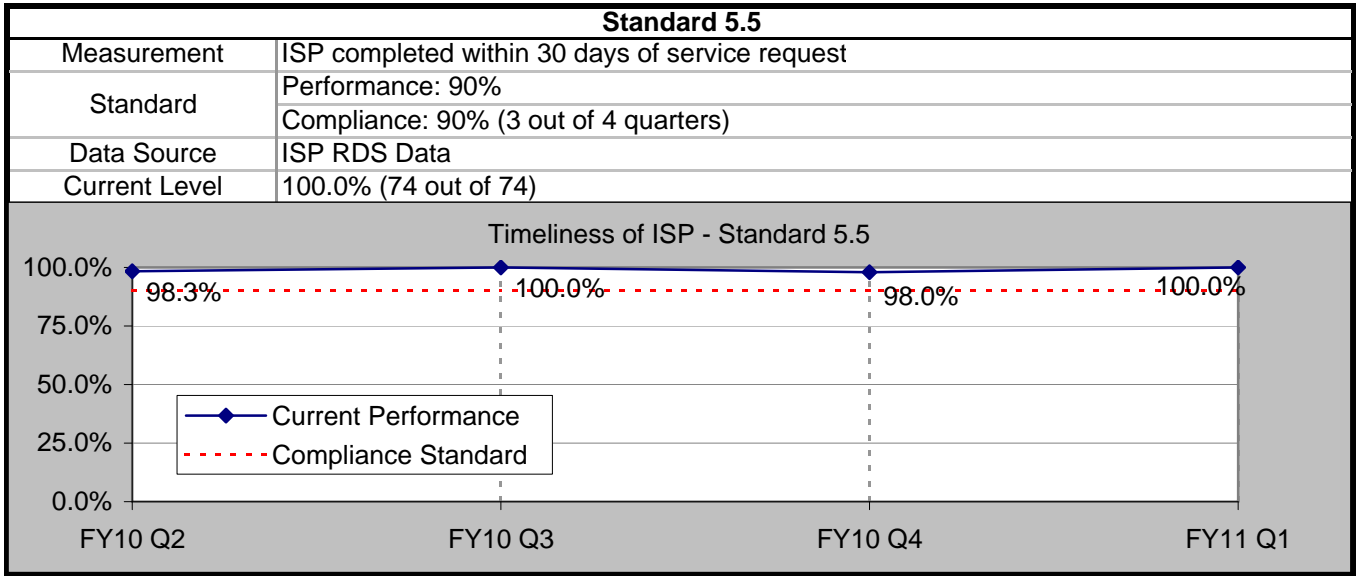 Standard 5.5
Measurement ISP completed within 30 days of service request
Standard
Performance: 90%
Compliance: 90% (3 out of 4 quarters)
Data Source ISP RDS Data
Current Level 100.0% (74 out of 74)
Timeliness of ISP - Standard 5.5
100.0%
98.3% 100.0% 98.0% 100.0%
75.0%
50.0%
Current Performance
25.0%
Compliance Standard
0.0%
FY10 Q2 FY10 Q3 FY10 Q4 FY11 Q1